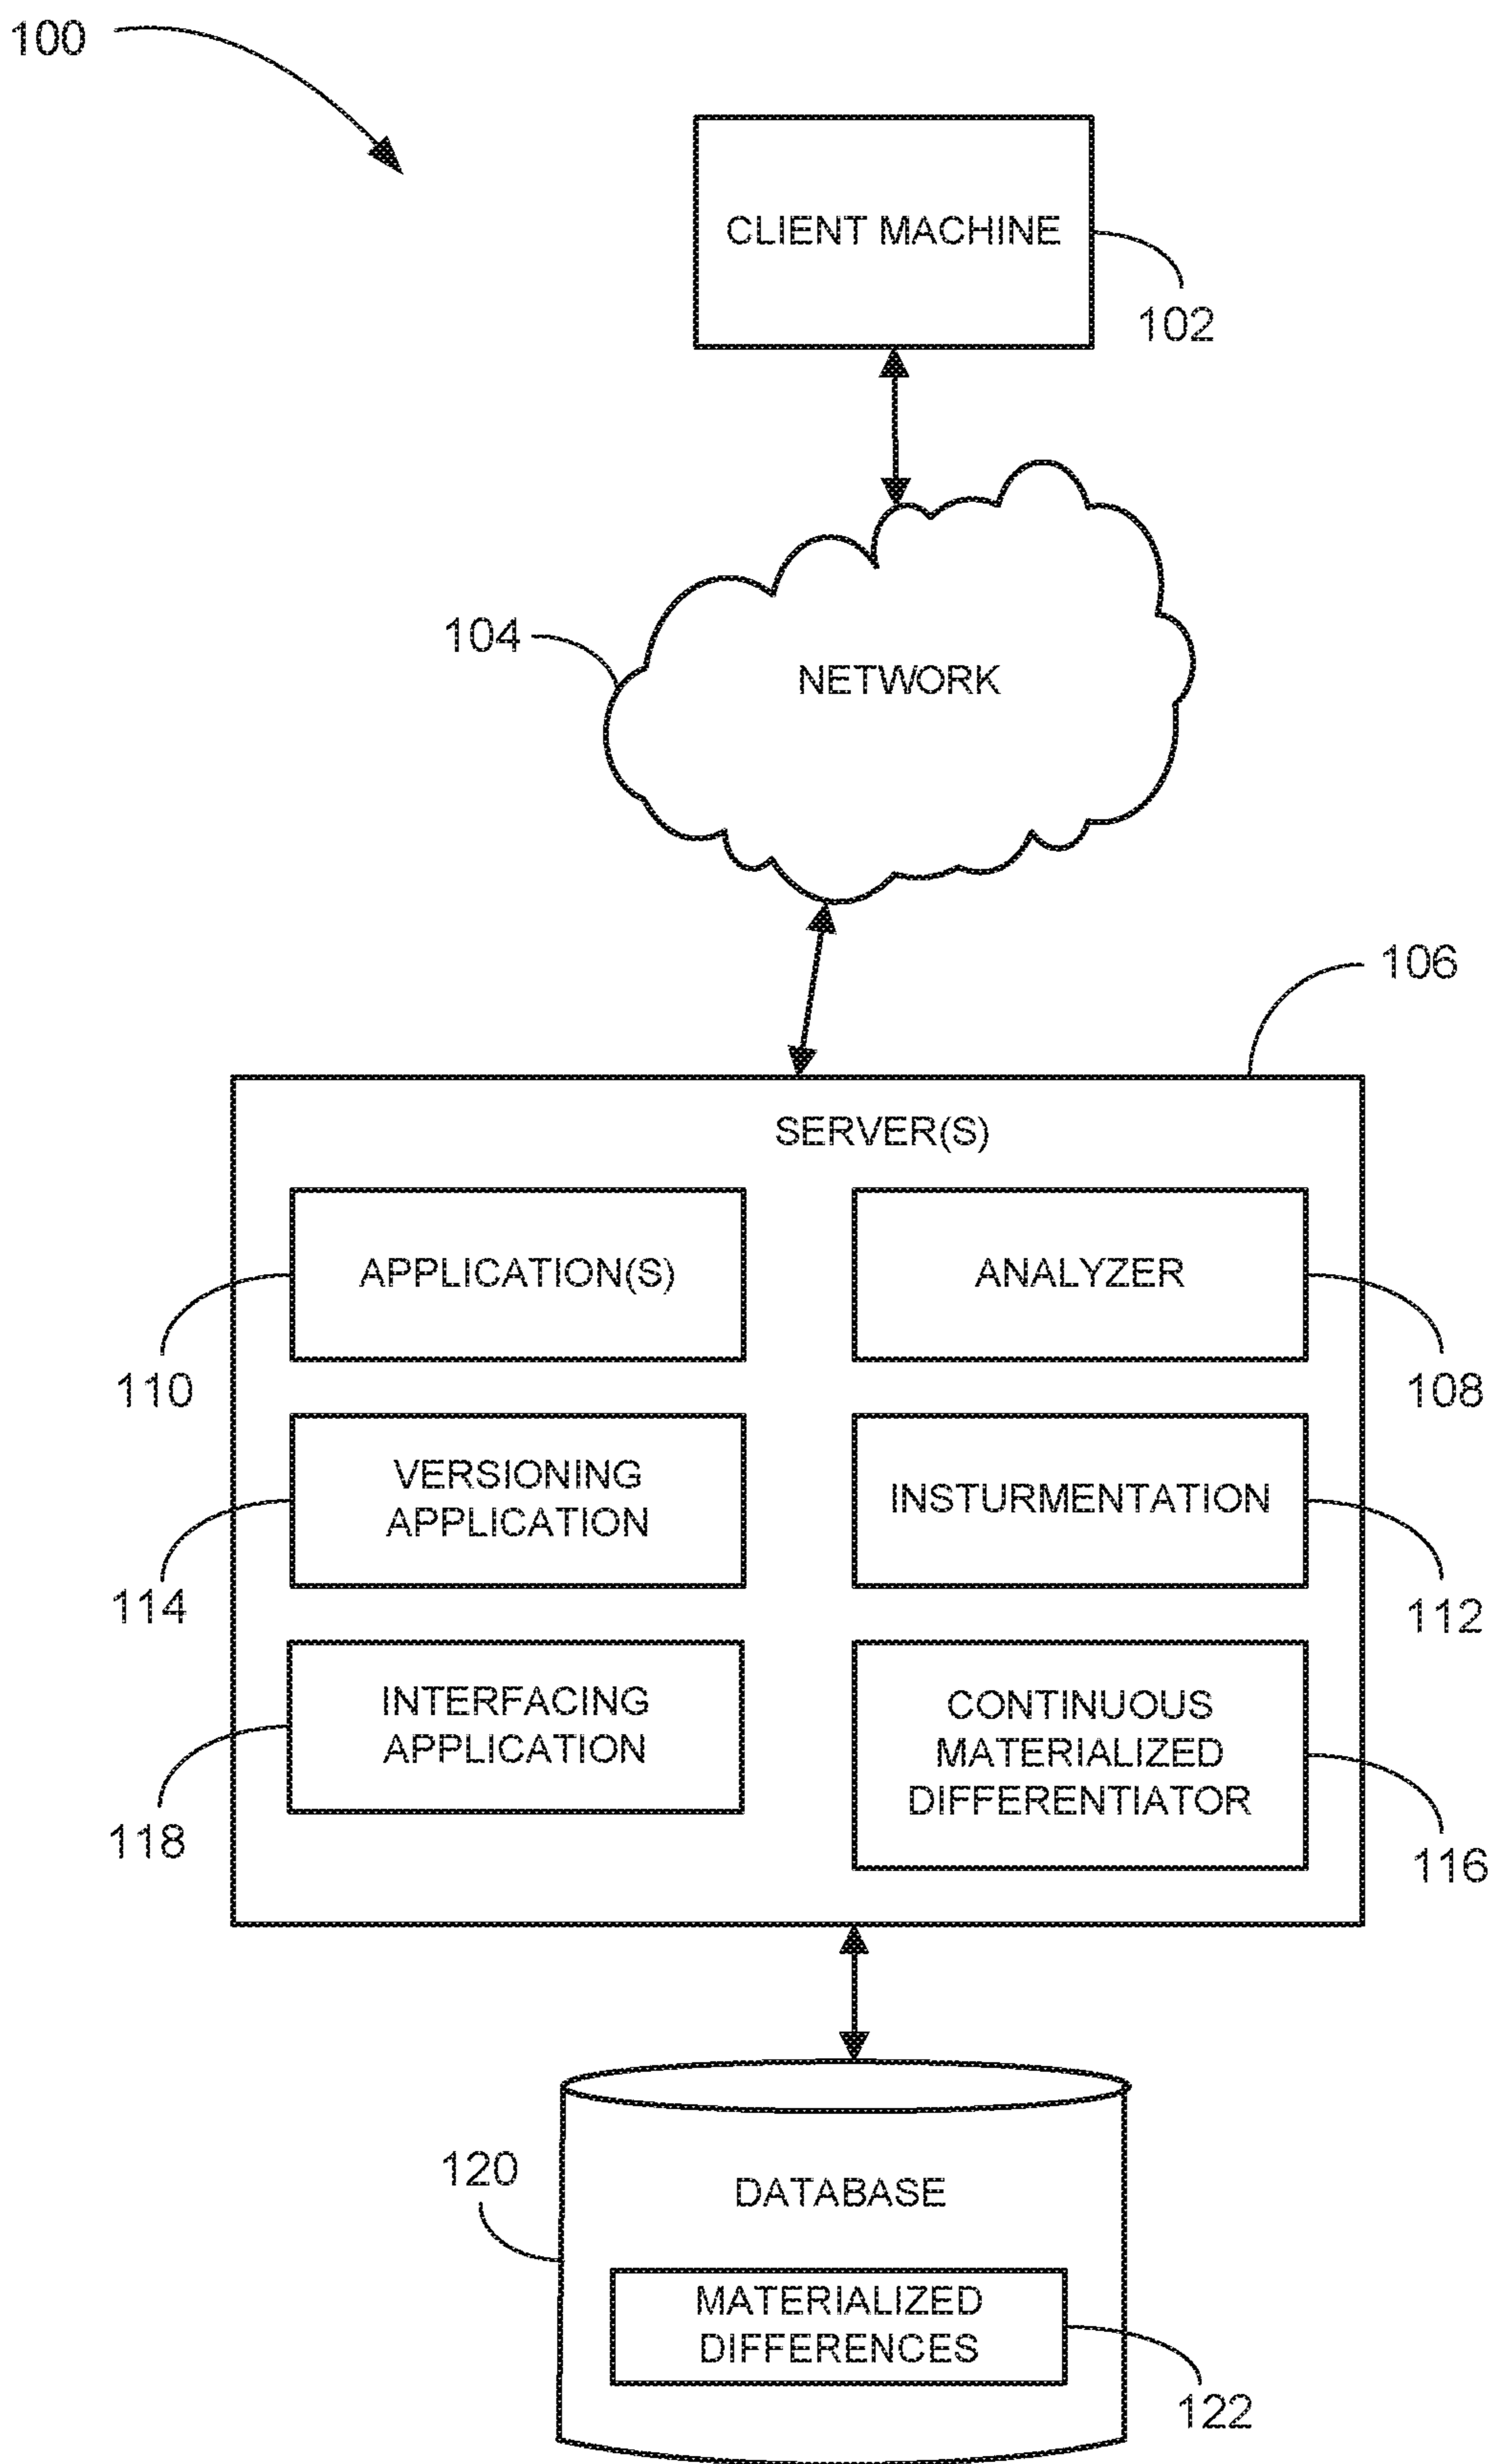 100
CLIENT MACHINE
102
104
NETWORK
106
SERVER(S)
APPLICATION(S)
ANALYZER
110
108
VERSIONING
APPLICATION
INSTURMENTATION
114
112
INTERFACING
APPLICATION
CONTINUOUS
MATERIALIZED
DIFFERENTIATOR
118
116
120
DATABASE
MATERIALIZED
DIFFERENCES
122